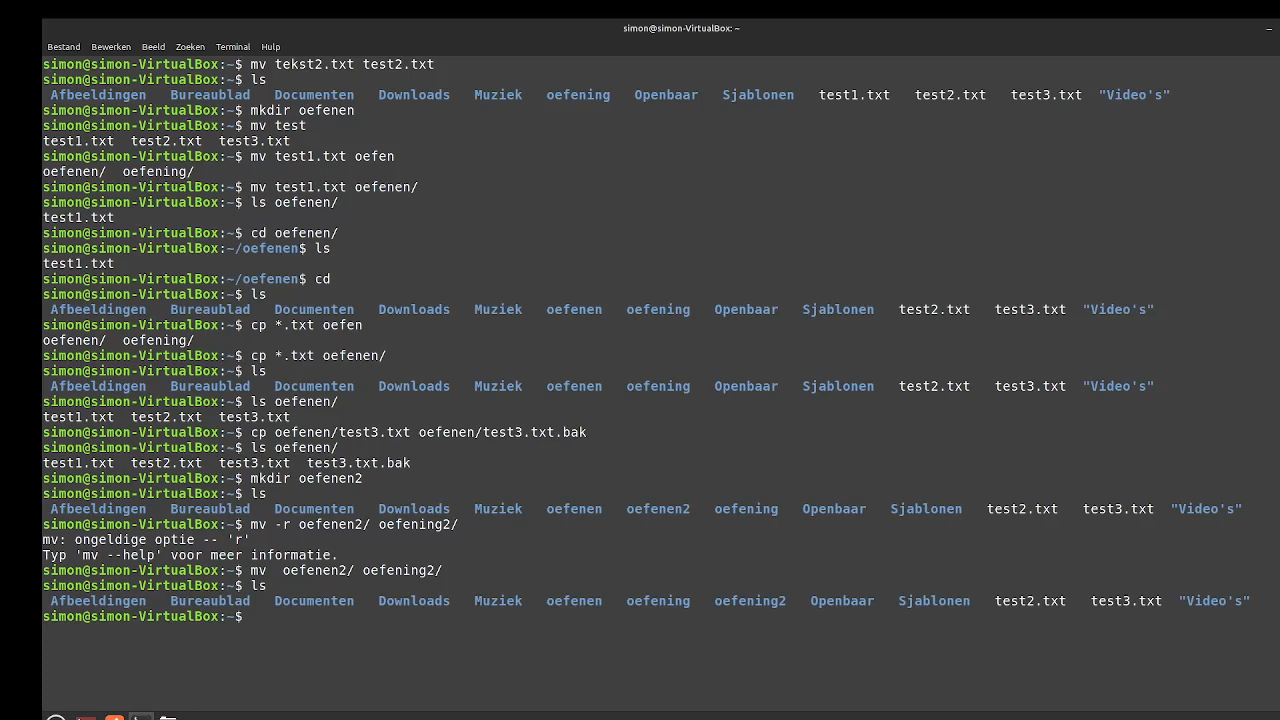 simon@simon-VirtualBox: ~
Bestand Bewerken Beeld Zoeken Terminal Hulp
simon@simon-VirtualBox:~$ mv tekst2.txt test2.txt
simon@simon-VirtualBox:~$ ls
Afbeeldingen Bureaublad Documenten Downloads Muziek oefening Openbaar Sjablonen test1.txt test2.txt test3.txt "Video's"
simon@simon-VirtualBox:~$ mkdir oefenen
simon@simon-VirtualBox:~$ mv test
test1.txt test2.txt test3.txt
simon@simon-VirtualBox:~$ mv test1.txt oefen
oefenen/ oefening/
simon@simon-VirtualBox:~$ mv test1.txt oefenen/
simon@simon-VirtualBox:~$ ls oefenen/
test1.txt
simon@simon-VirtualBox:~$ cd oefenen/
simon@simon-VirtualBox:~/oefenen$ ls
test1.txt
simon@simon-VirtualBox:~/oefenen$ cd
simon@simon-VirtualBox:~$ ls
Afbeeldingen Bureaublad Documenten Downloads Muziek oefenen oefening Openbaar Sjablonen test2.txt test3.txt "Video's"
simon@simon-VirtualBox:~$ cp *.txt oefen
oefenen/ oefening/
simon@simon-VirtualBox:~$ cp *.txt oefenen/
simon@simon-VirtualBox:~$ ls
Afbeeldingen Bureaublad Documenten Downloads Muziek oefenen oefening Openbaar Sjablonen test2.txt test3.txt "Video's"
simon@simon-VirtualBox:~$ ls oefenen/
test1.txt test2.txt test3.txt
simon@simon-VirtualBox:~$ cp oefenen/test3.txt oefenen/test3.txt.bak
simon@simon-VirtualBox:~$ ls oefenen/
test1.txt test2.txt test3.txt test3.txt.bak
simon@simon-VirtualBox:~$ mkdir oefenen2
simon@simon-VirtualBox:~$ ls
Afbeeldingen Bureaublad Documenten Downloads Muziek oefenen oefenen2 oefening Openbaar Sjablonen test2.txt test3.txt "Video's"
simon@simon-VirtualBox:~$ mv -r oefenen2/ oefening2/
mv: ongeldige optie -- 'r'
Typ 'mv --help' voor meer informatie.
simon@simon-VirtualBox:~$ mv  oefenen2/ oefening2/
simon@simon-VirtualBox:~$ ls
Afbeeldingen Bureaublad Documenten Downloads Muziek oefenen oefening oefening2 Openbaar Sjablonen test2.txt test3.txt "Video's"
simon@simon-VirtualBox:~$